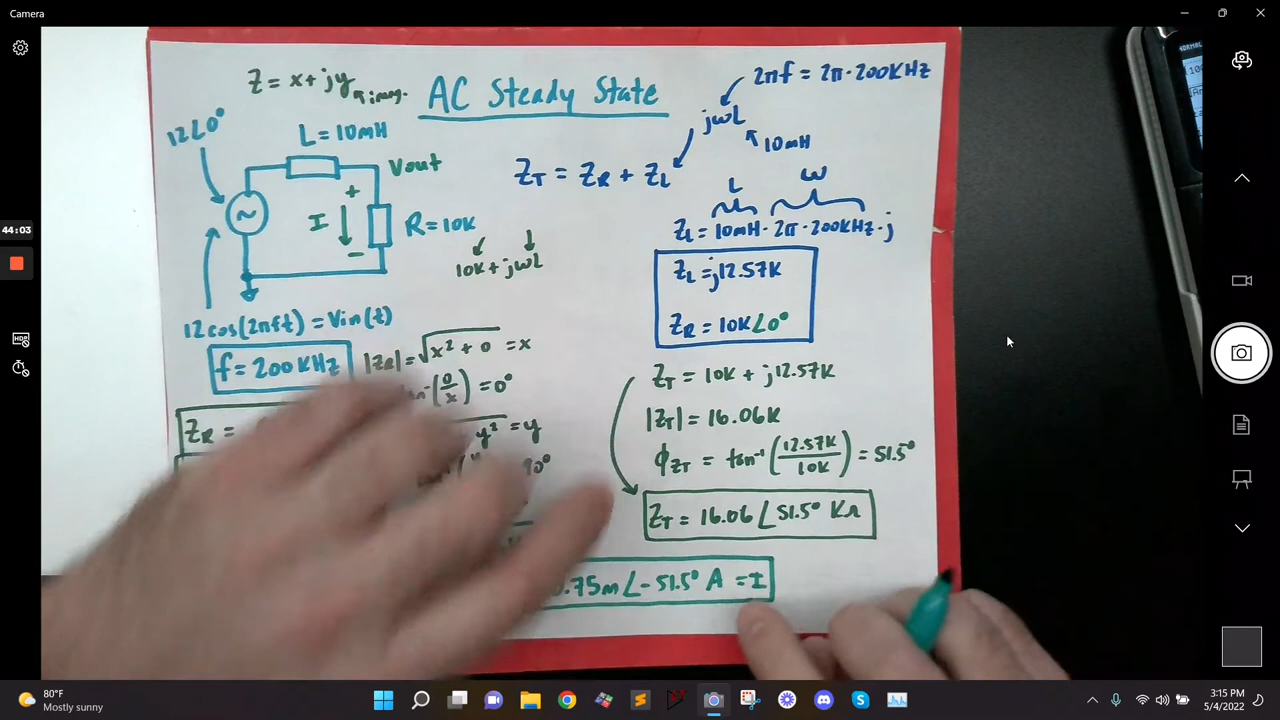 Camera
Z = x + jy
imag.
AC Steady State
2πf = 2π·200KHz
jωL
10mH
12∠0°
L = 10mH
Vout
+
I
-
R = 10K
10K + jωL
Z_T = Z_R + Z_L
L
ω
Z_L = 10mH · 2π · 200KHz · j
Z_L = j12.57K
Z_R = 10K∠0°
12cos(2πft) = Vin(t)
f = 200KHz
|Z_R| = √x² + 0 = x
(0/x) = 0°
Z_R =
y² = y
90°
Z_T = 10K + j12.57K
|Z_T| = 16.06K
ϕ_ZT = tan⁻¹(12.57K/10K) = 51.5°
Z_T = 16.06∠51.5° KΩ
.75m∠-51.5° A = I
44:03
NORMAL
80°F
Mostly sunny
3:15 PM
5/4/2022